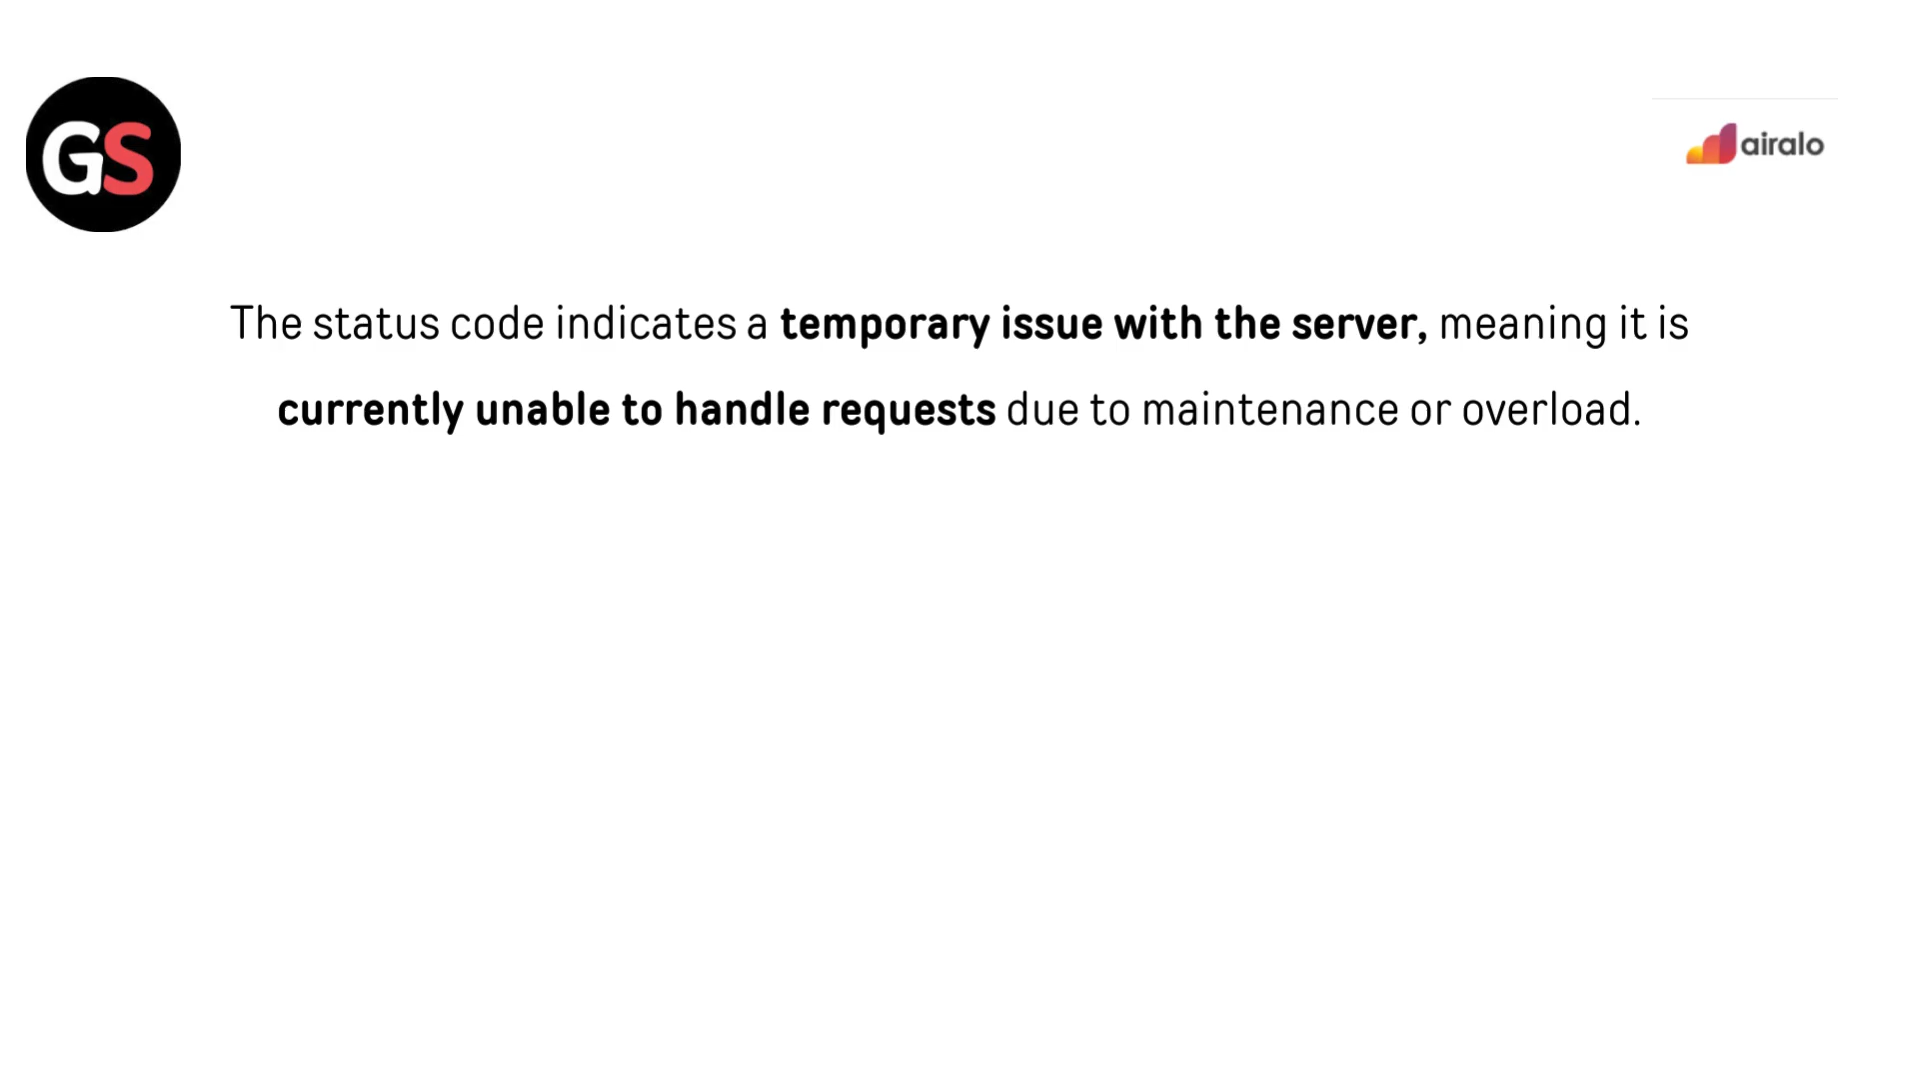 GS
airalo
The status code indicates a temporary issue with the server, meaning it is
currently unable to handle requests due to maintenance or overload.